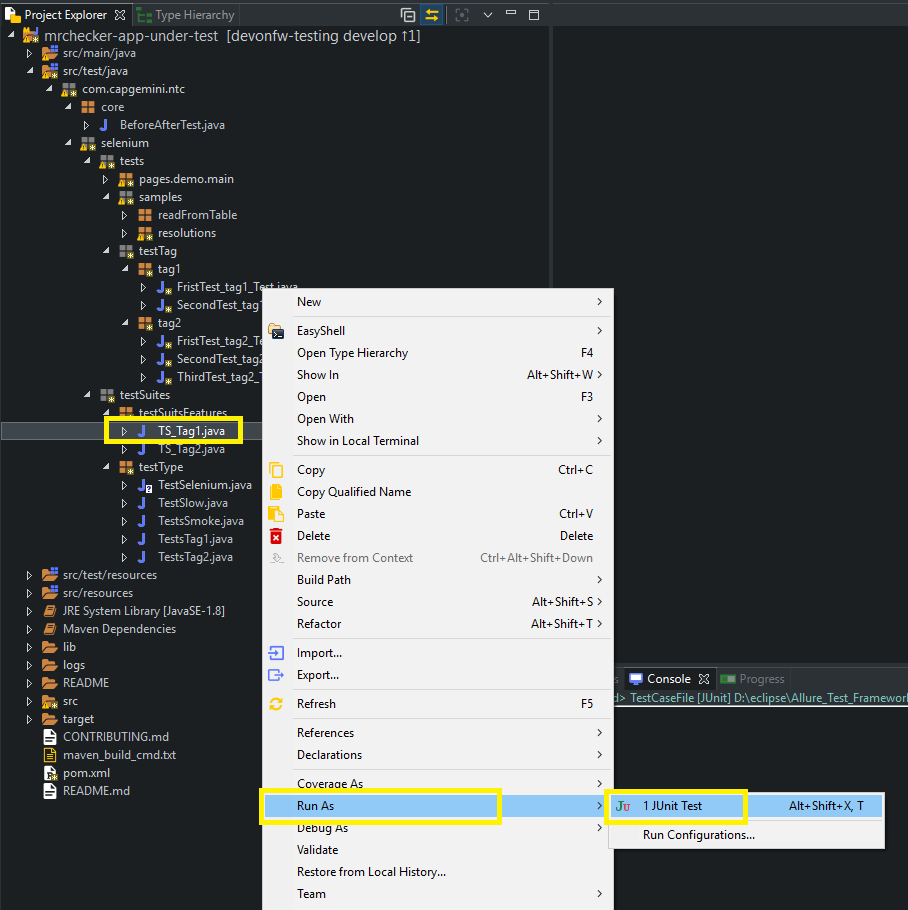 Project Explorer Type Hierarchy
mrchecker-app-under-test [devonfw-testing develop ↑1]
src/main/java
src/test/java
com.capgemini.ntc
core
BeforeAfterTest.java
selenium
tests
pages.demo.main
samples
readFromTable
resolutions
testTag
tag1
FristTest_tag1_Test.java
SecondTest_tag1
tag2
FristTest_tag2_Te
SecondTest_tag2
ThirdTest_tag2_T
testSuites
testSuitsFeatures
TS_Tag1.java
TS_Tag2.java
testType
TestSelenium.java
TestSlow.java
TestsSmoke.java
TestsTag1.java
TestsTag2.java
src/test/resources
src/resources
JRE System Library [JavaSE-1.8]
Maven Dependencies
lib
logs
README
src
target
CONTRIBUTING.md
maven_build_cmd.txt
pom.xml
README.md
New
EasyShell
Open Type Hierarchy F4
Show In Alt+Shift+W
Open F3
Open With
Show in Local Terminal
Copy Ctrl+C
Copy Qualified Name
Paste Ctrl+V
Delete Delete
Remove from Context Ctrl+Alt+Shift+Down
Build Path
Source Alt+Shift+S
Refactor Alt+Shift+T
Import...
Export...
Refresh F5
References
Declarations
Coverage As
Run As
Debug As
Validate
Restore from Local History...
Team
1 JUnit Test Alt+Shift+X, T
Run Configurations...
Console Progress
d> TestCaseFile [JUnit] D:\eclipse\Allure_Test_Framework